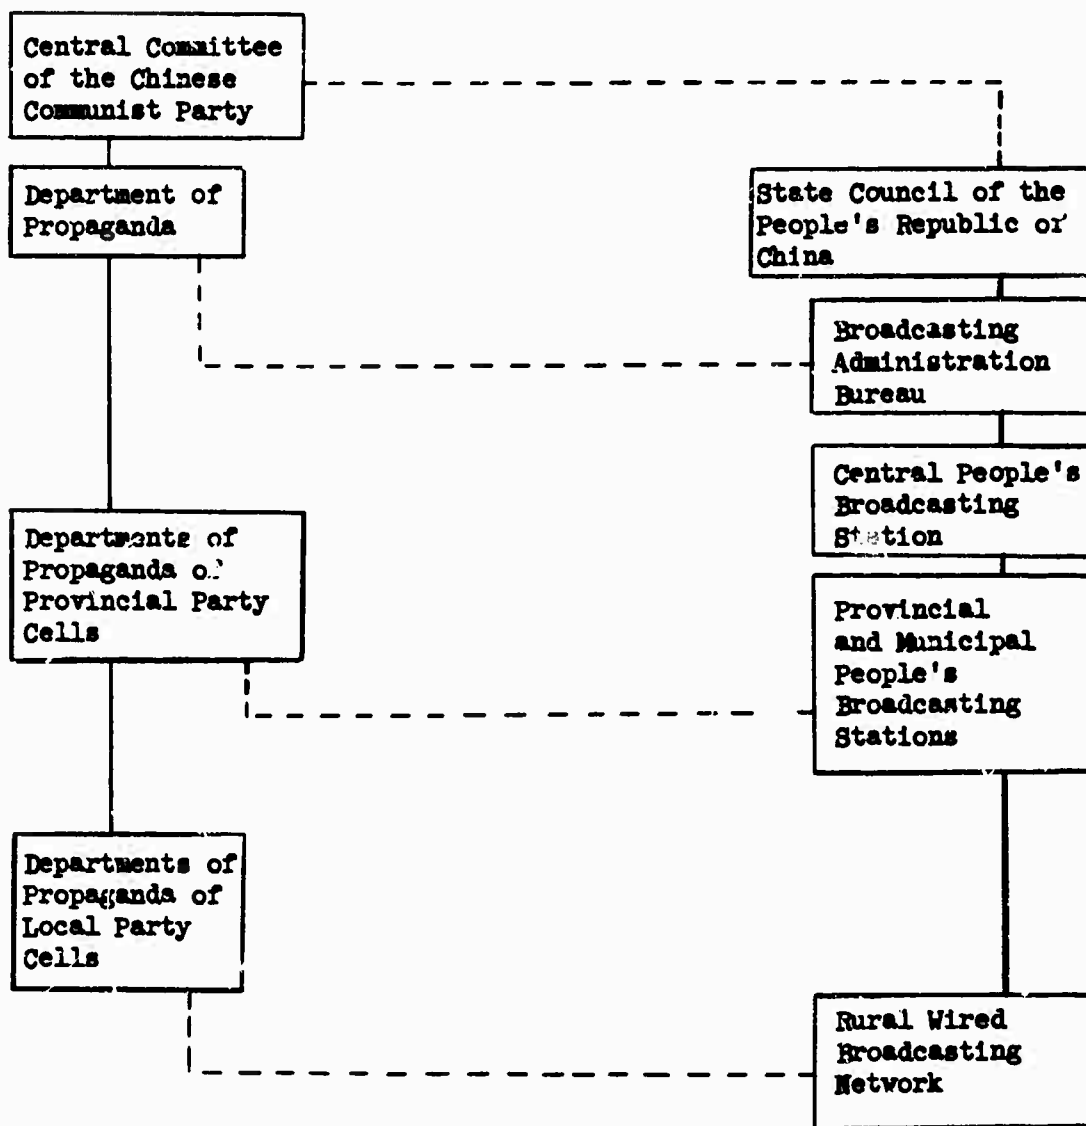 Central Committee
of the Chinese
Communist Party
Department of
Propaganda
State Council of the
People's Republic or
China
Broadcasting
Administration
Bureau
Central People's
Broadcasting
Station
Departments of
Propaganda of
Provincial Party
Cells
Provincial
and Municipal
People's
Broadcasting
Stations
Departments of
Propaganda of
Local Party
Cells
Rural Wired
Broadcasting
Network